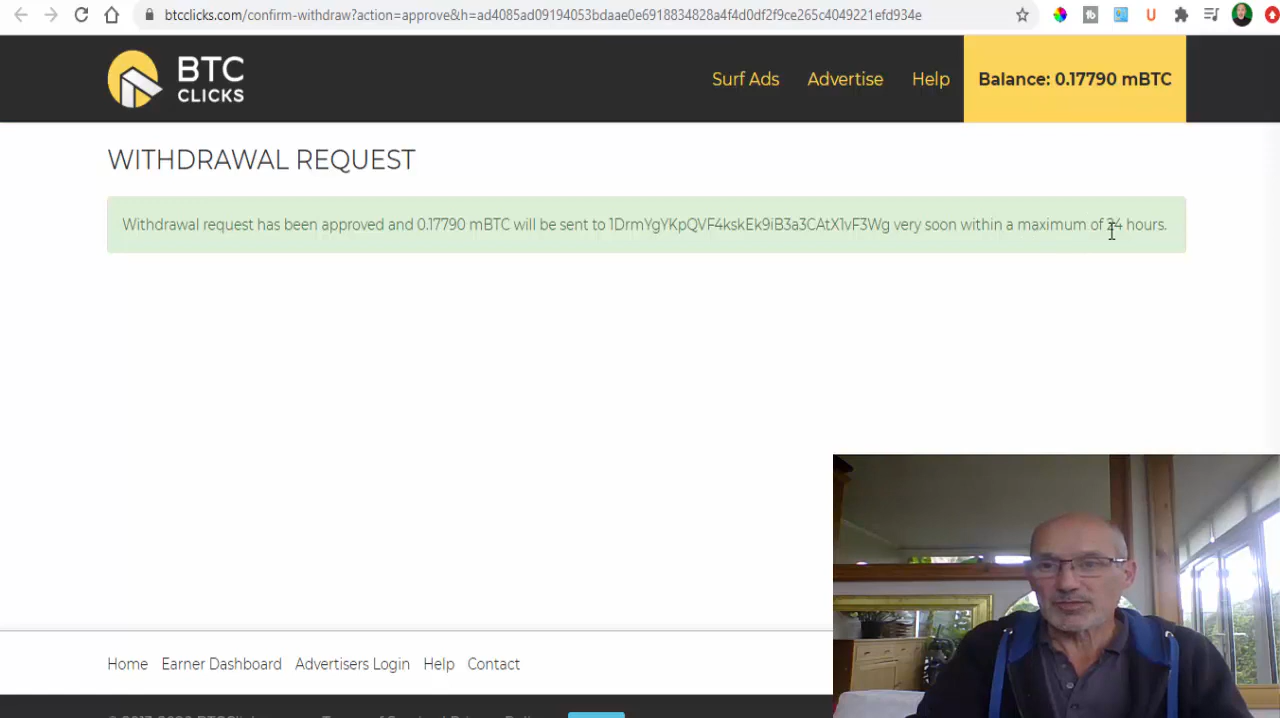 btcclicks.com/confirm-withdraw?action=approve&h=ad4085ad09194053bdaae0e6918834828a4f4dddf2f9ce265c4049221efd934e
BTC
CLICKS
Surf Ads Advertise Help Balance: 0.17790 mBTC
WITHDRAWAL REQUEST
Withdrawal request has been approved and 0.17790 mBTC will be sent to 1DrmYgYKpQVF4kskEk9iB3a3CAtX1vF3Wg very soon within a maximum of 24 hours.
Home Earner Dashboard Advertisers Login Help Contact